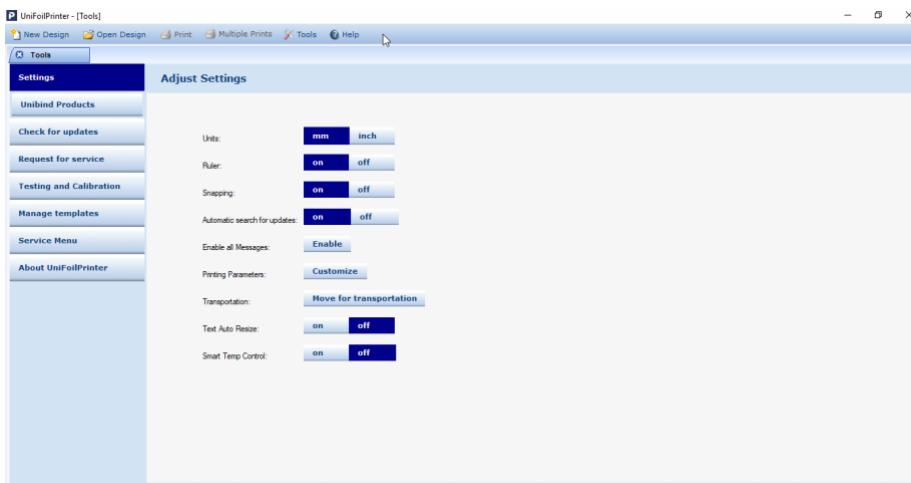 UniFoilPrinter - [Tools]
New Design Open Design Print Multiple Prints Tools Help
Tools
Settings
Unibind Products
Check for updates
Request for service
Testing and Calibration
Manage templates
Service Menu
About UniFoilPrinter
Adjust Settings
Units: mm inch
Ruler: on off
Snapping: on off
Automatic search for updates: on off
Enable all Messages: Enable
Printing Parameters: Customize
Transportation: Move for transportation
Text Auto Resize: on off
Smart Temp Control: on off